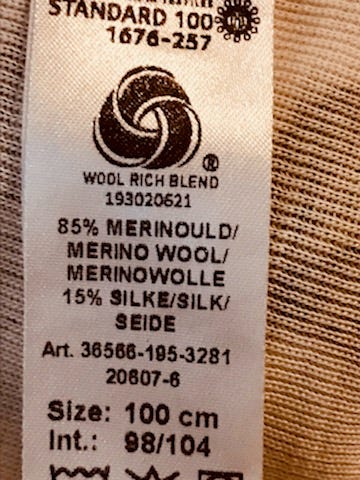 STANDARD 100
1676-257
®
WOOL RICH BLEND
193020621
85% MERINOULD/
MERINO WOOL/
MERINOWOLLE
15% SILKE/SILK/
SEIDE
Art. 36566-195-3281
20607-6
Size: 100 cm
Int.: 98/104